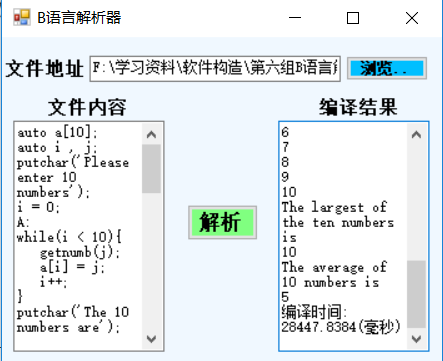 B语言解析器
文件地址
F:\学习资料\软件构造\第六组B语言解
浏览..
文件内容
编译结果
auto a[10];
auto i , j;
putchar('Please
enter 10
numbers');
i = 0;
A:
while(i < 10){
getnumb(j);
a[i] = j;
i++;
}
putchar('The 10
numbers are');
解析
6
7
8
9
10
The largest of
the ten numbers
is
10
The average of
10 numbers is
5
编译时间:
28447.8384(毫秒)